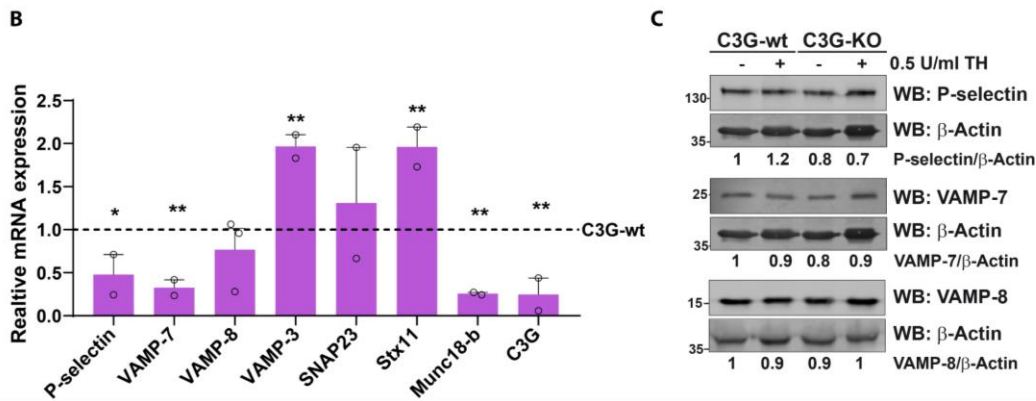 B
Realtive mRNA expression
2.5
2.0
1.5
1.0
0.5
0.0
*
**
**
**
**
**
C3G-wt
P-selectin
VAMP-7
VAMP-8
VAMP-3
SNAP23
Stx11
Munc18-b
C3G
C
C3G-wt C3G-KO
- + - + 0.5 U/ml TH
130- WB: P-selectin
35- WB: β-Actin
1 1.2 0.8 0.7 P-selectin/β-Actin
25- WB: VAMP-7
35- WB: β-Actin
1 0.9 0.8 0.9 VAMP-7/β-Actin
15- WB: VAMP-8
35- WB: β-Actin
1 0.9 0.9 1 VAMP-8/β-Actin